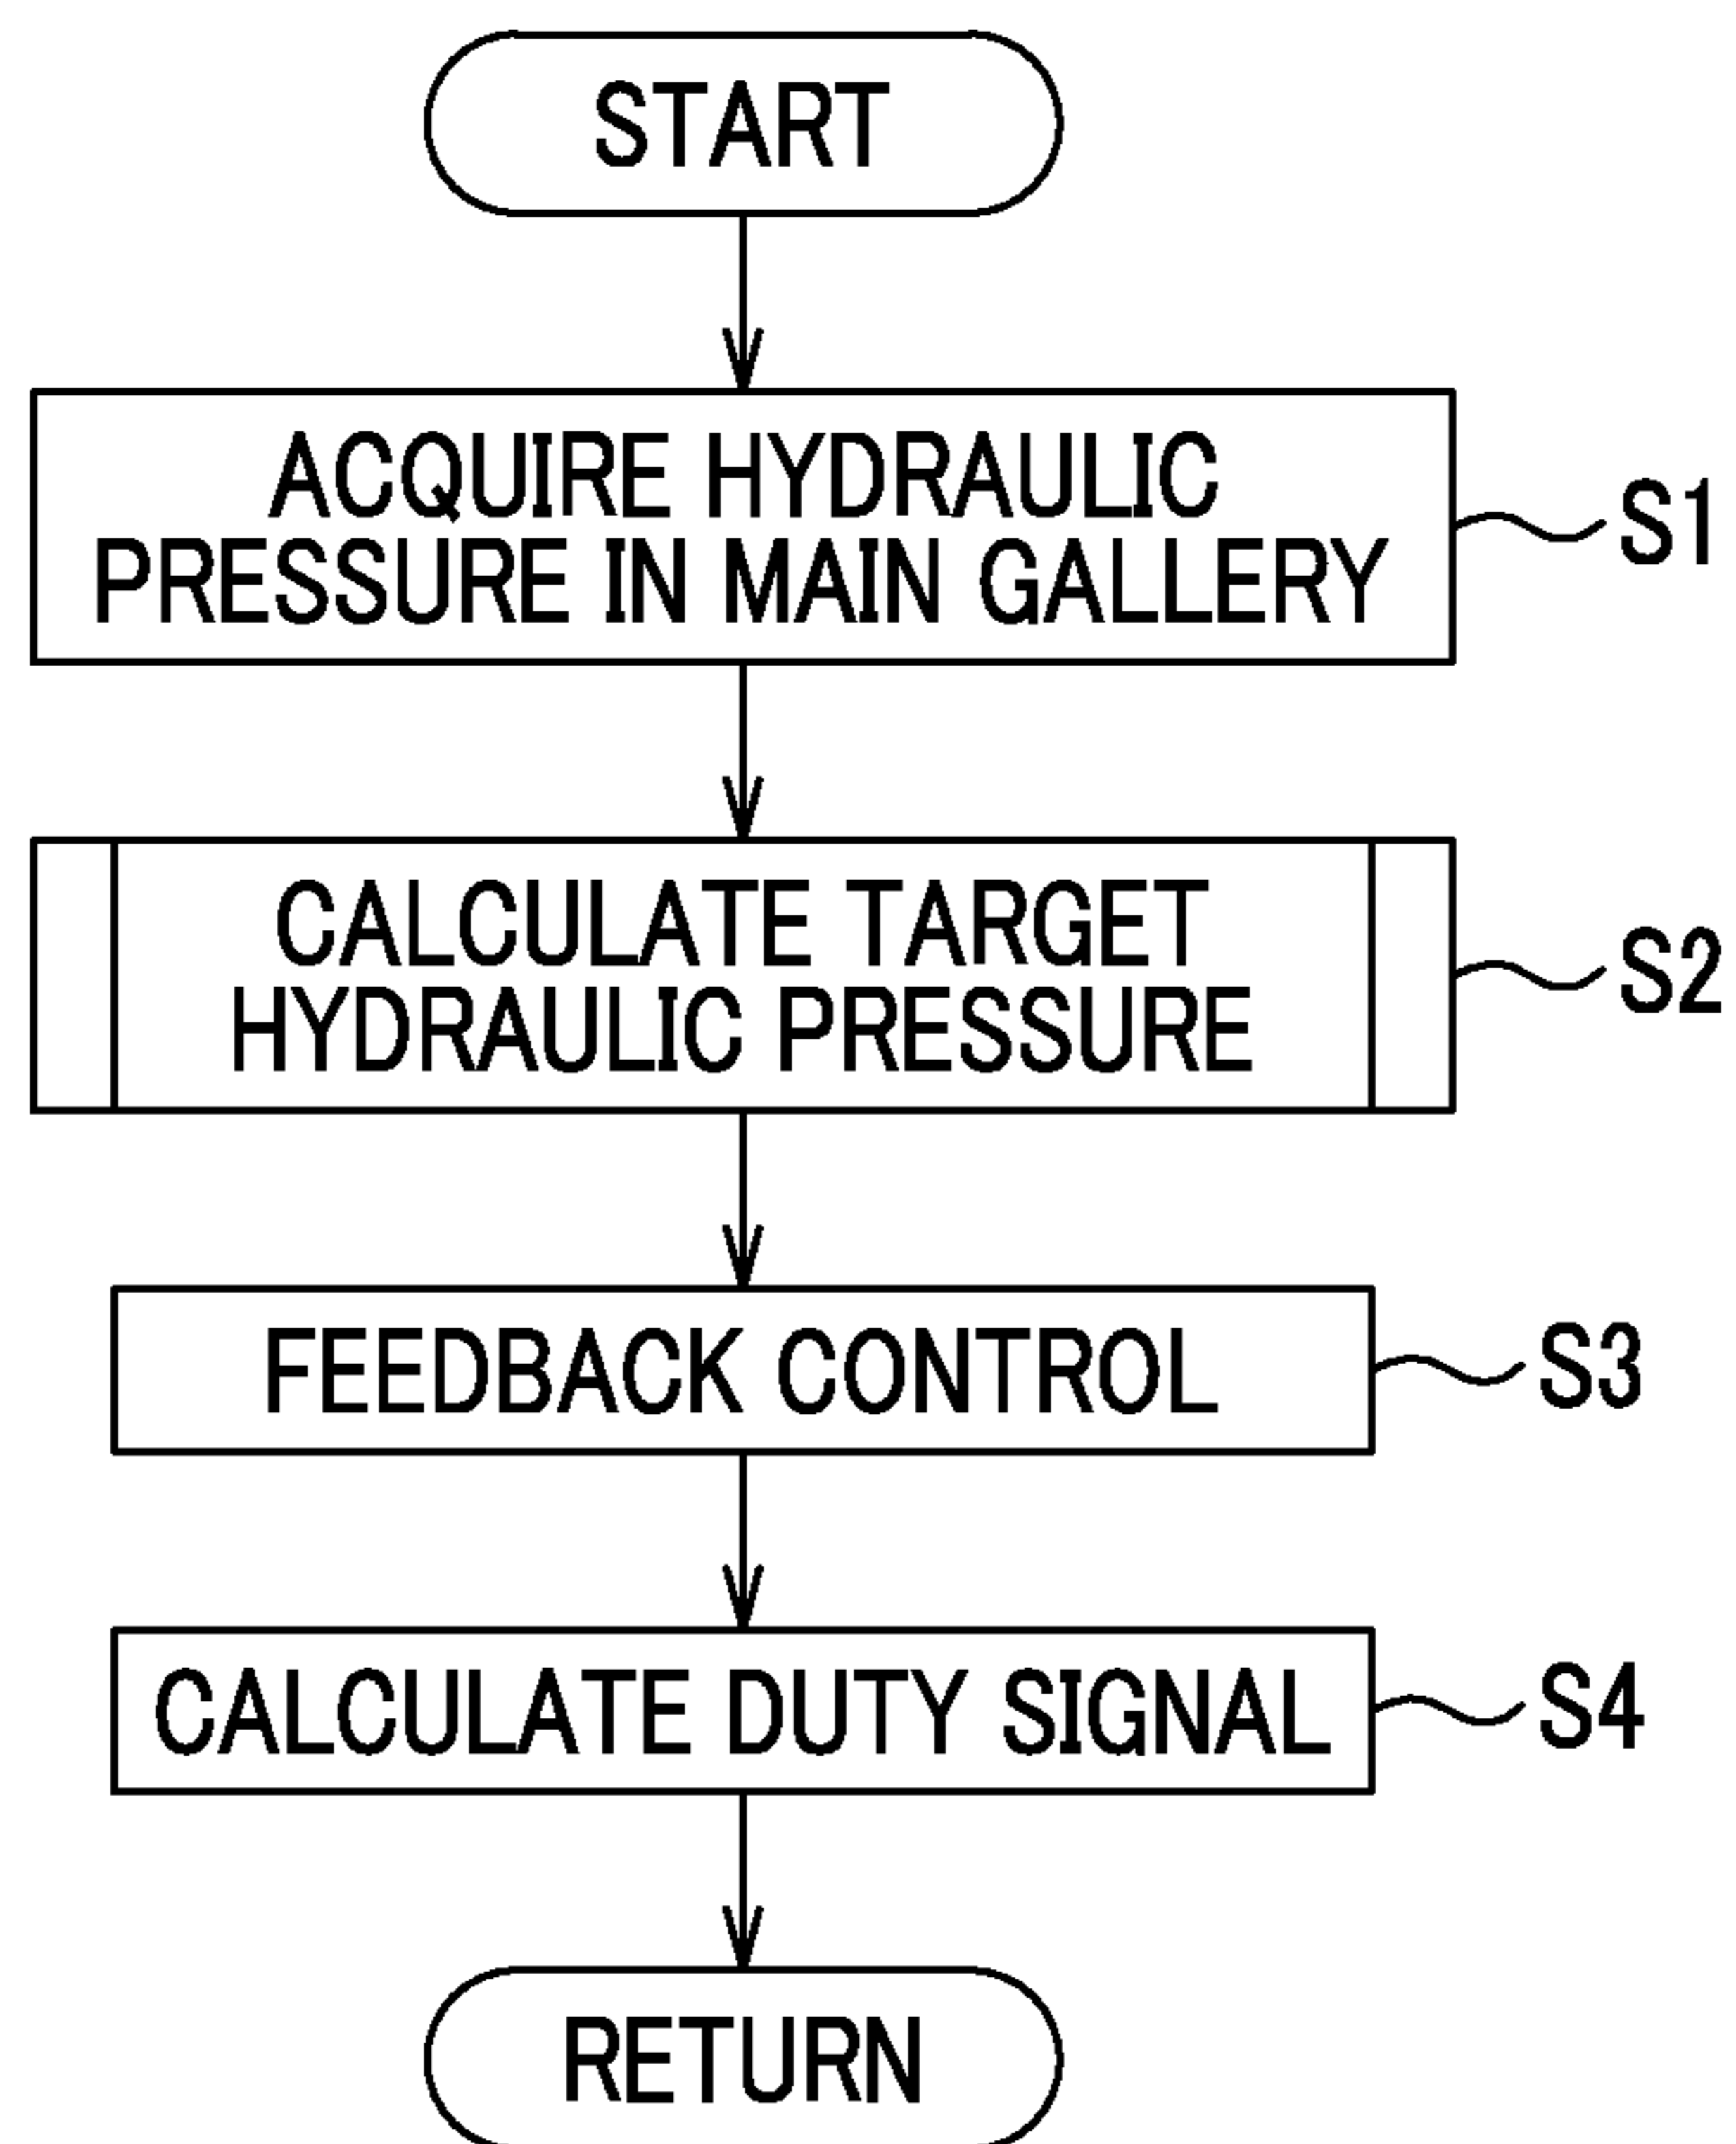 START
ACQUIRE HYDRAULIC
PRESSURE IN MAIN GALLERY
S1
CALCULATE TARGET
HYDRAULIC PRESSURE
S2
FEEDBACK CONTROL
S3
CALCULATE DUTY SIGNAL
S4
RETURN